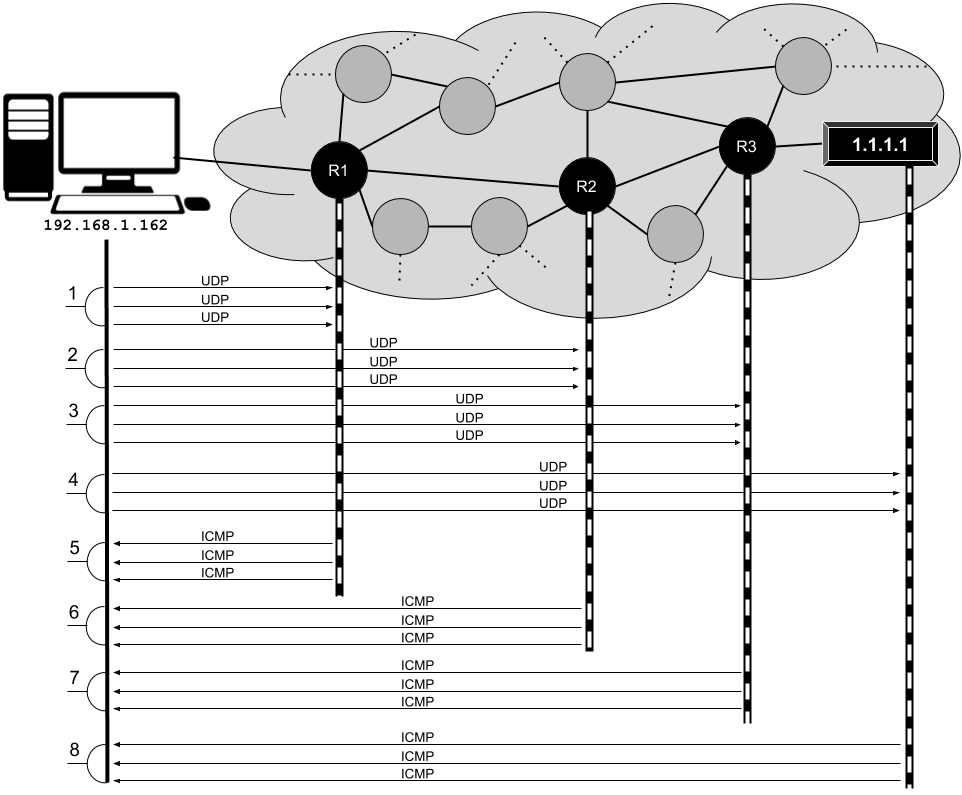 R1
R2
R3
1.1.1.1
192.168.1.162
1
UDP
UDP
UDP
2
UDP
UDP
UDP
3
UDP
UDP
UDP
4
UDP
UDP
UDP
5
ICMP
ICMP
ICMP
6
ICMP
ICMP
ICMP
7
ICMP
ICMP
ICMP
8
ICMP
ICMP
ICMP